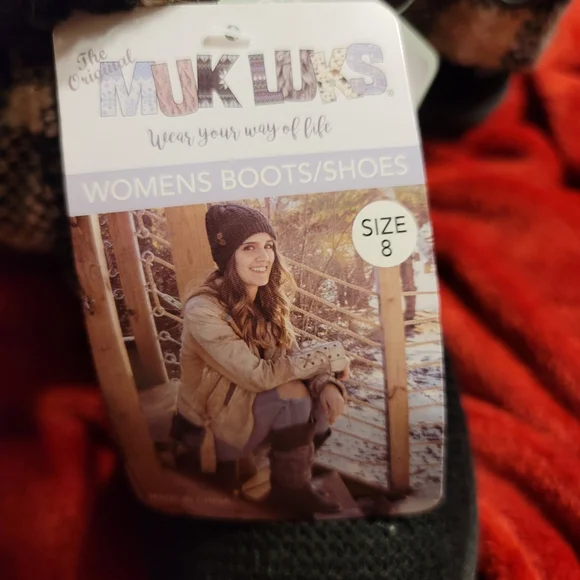 The
Original
MUK LUKS®
Wear your way of life
WOMENS BOOTS/SHOES
SIZE
8